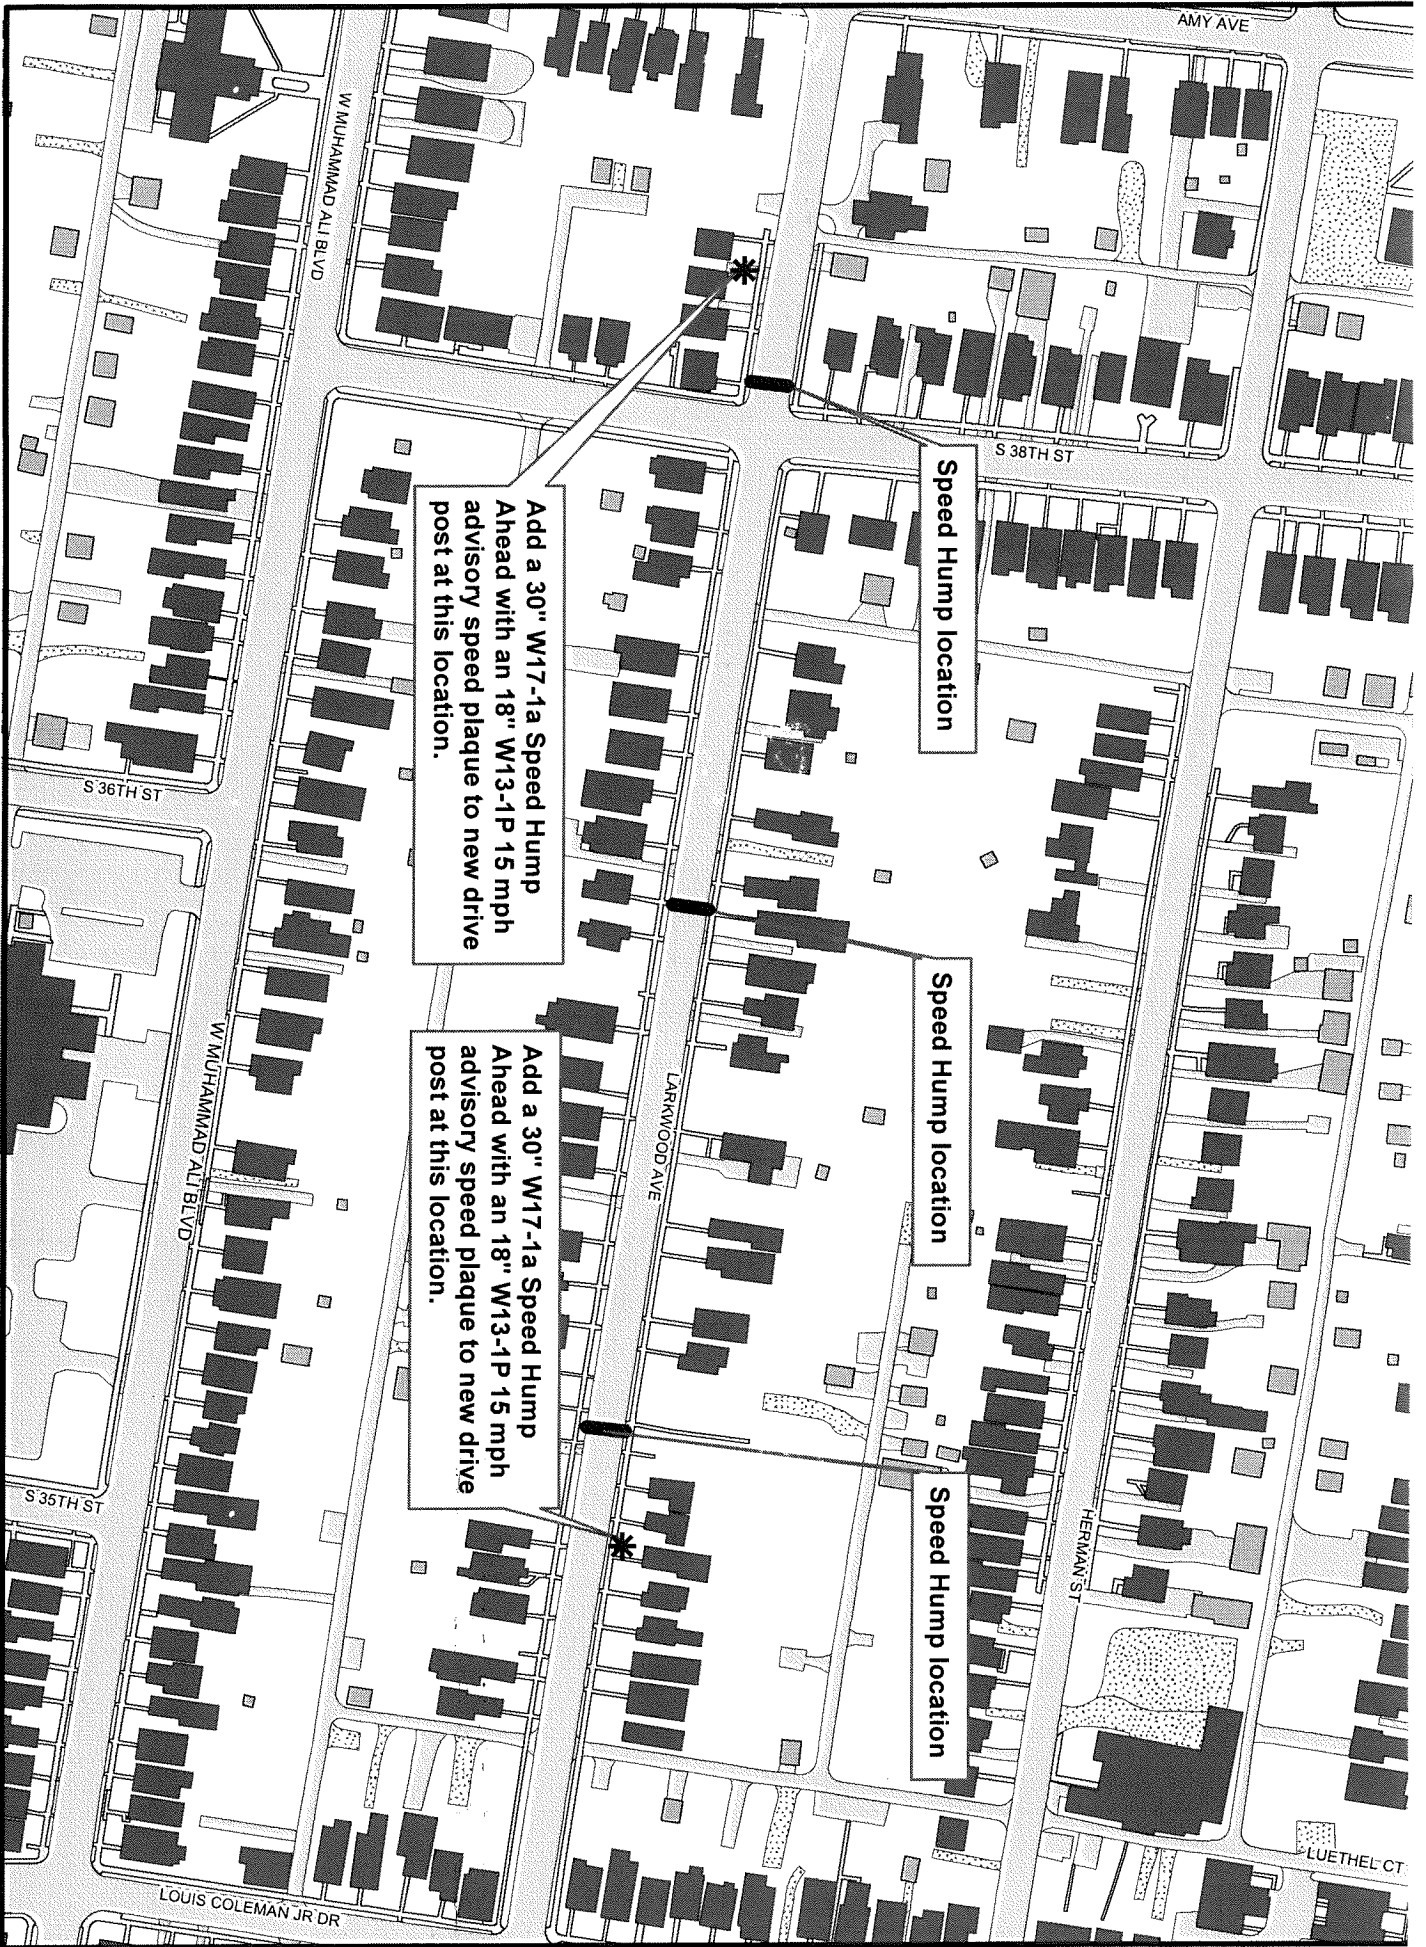 AMY AVE
W MUHAMMAD ALI BLVD
S 38TH ST
Speed Hump location
Add a 30" W17-1a Speed Hump
Ahead with an 18" W13-1P 15 mph
advisory speed plaque to new drive
post at this location.
S 36TH ST
Speed Hump location
W MUHAMMAD ALI BLVD
LARKWOOD AVE
Add a 30" W17-1a Speed Hump
Ahead with an 18" W13-1P 15 mph
advisory speed plaque to new drive
post at this location.
Speed Hump location
S 35TH ST
HERMAN ST
LUETHEL CT
LOUIS COLEMAN JR DR